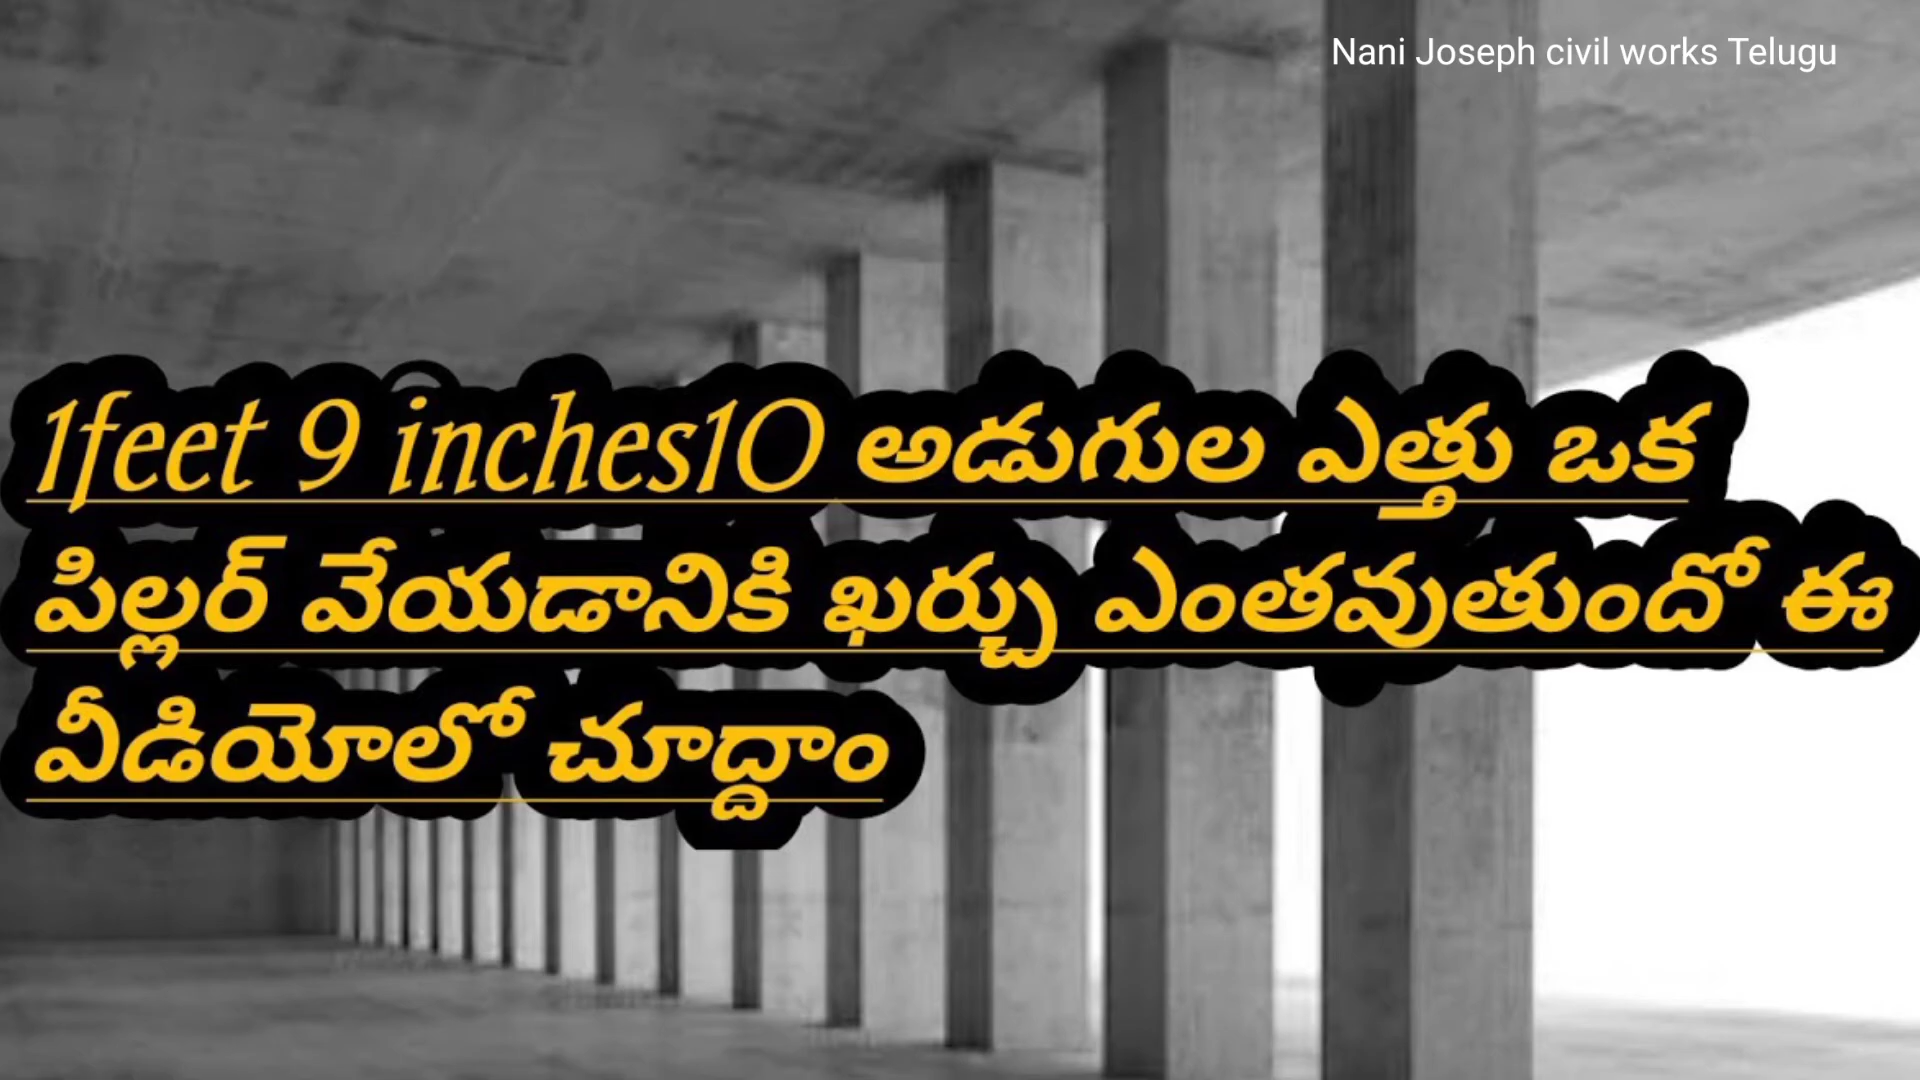 Nani Joseph civil works Telugu
1feet 9 inches10 అడుగుల ఎత్తు ఒక
పిల్లర్ వేయడానికి ఖర్చు ఎంతవుతుందో ఈ
వీడియోలో చూద్దాం